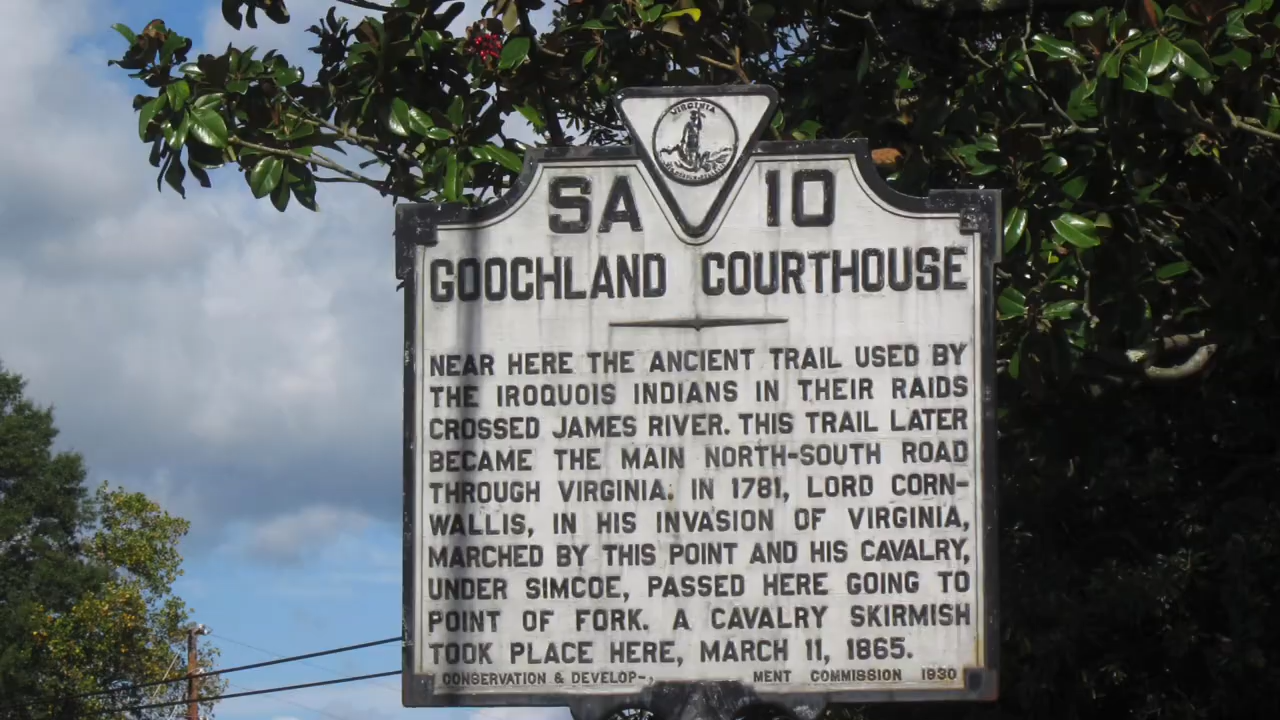 VIRGINIA
SA 10
GOOCHLAND COURTHOUSE
NEAR HERE THE ANCIENT TRAIL USED BY
THE IROQUOIS INDIANS IN THEIR RAIDS
CROSSED JAMES RIVER. THIS TRAIL LATER
BECAME THE MAIN NORTH-SOUTH ROAD
THROUGH VIRGINIA. IN 1781, LORD CORN-
WALLIS, IN HIS INVASION OF VIRGINIA,
MARCHED BY THIS POINT AND HIS CAVALRY,
UNDER SIMCOE, PASSED HERE GOING TO
POINT OF FORK. A CAVALRY SKIRMISH
TOOK PLACE HERE, MARCH 11, 1865.
CONSERVATION & DEVELOP-, MENT COMMISSION 1930